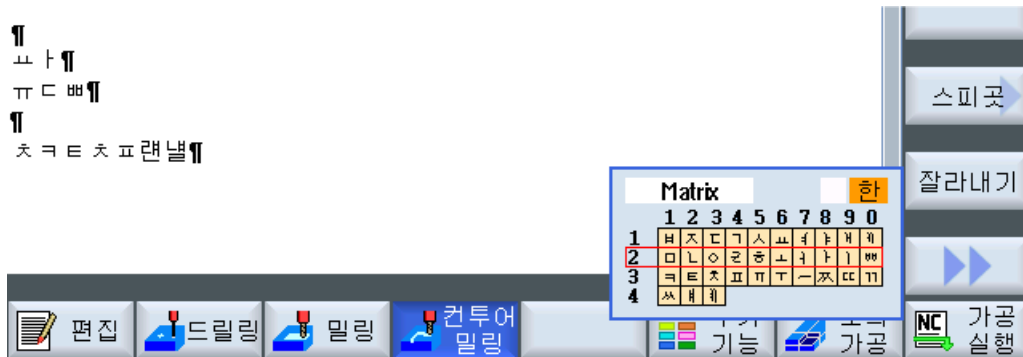 ¶
ㅛㅏ¶
ㅠㄷㅃ¶
¶
ㅊㅋㅌㅊㅍ랜낼¶
스피곳
잘라내기
Matrix 한
1 2 3 4 5 6 7 8 9 0
1 ㅂ ㅈ ㄷ ㄱ ㅅ ㅛ ㅕ ㅑ ㅐ ㅔ
2 ㅁ ㄴ ㅇ ㄹ ㅎ ㅗ ㅓ ㅏ ㅣ ㅃ
3 ㅋ ㅌ ㅊ ㅍ ㅠ ㅜ ㅡ ㅉ ㄸ ㄲ
4 ㅆ ㅒ ㅖ
편집
드릴링
밀링
컨투어
밀링
기능
가공
NC 가공
실행